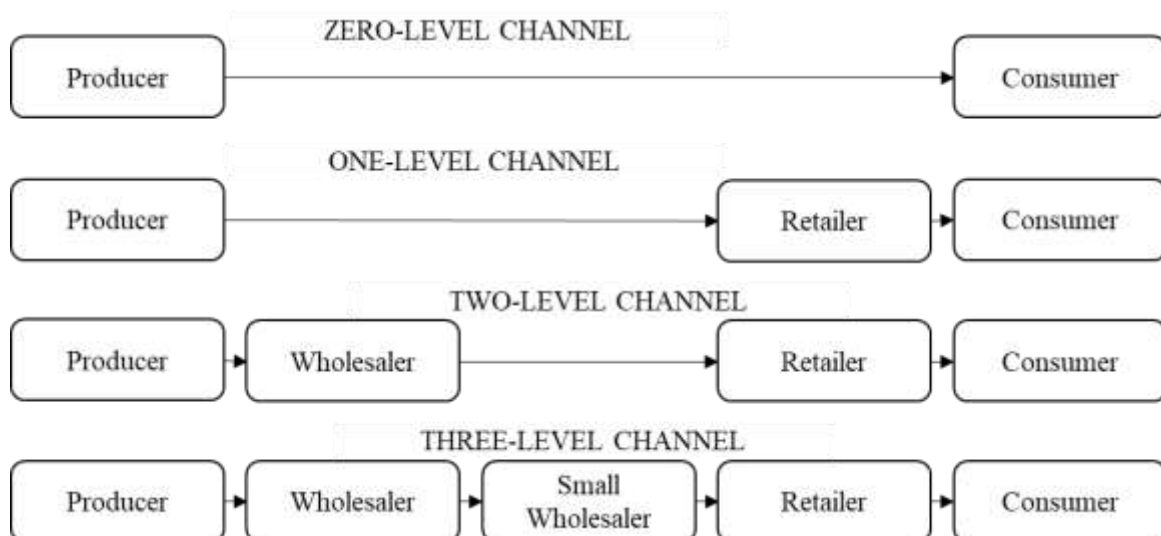 ZERO-LEVEL CHANNEL
Producer
Consumer
ONE-LEVEL CHANNEL
Producer
Retailer
Consumer
TWO-LEVEL CHANNEL
Producer
Wholesaler
Retailer
Consumer
THREE-LEVEL CHANNEL
Producer
Wholesaler
Small
Wholesaler
Retailer
Consumer